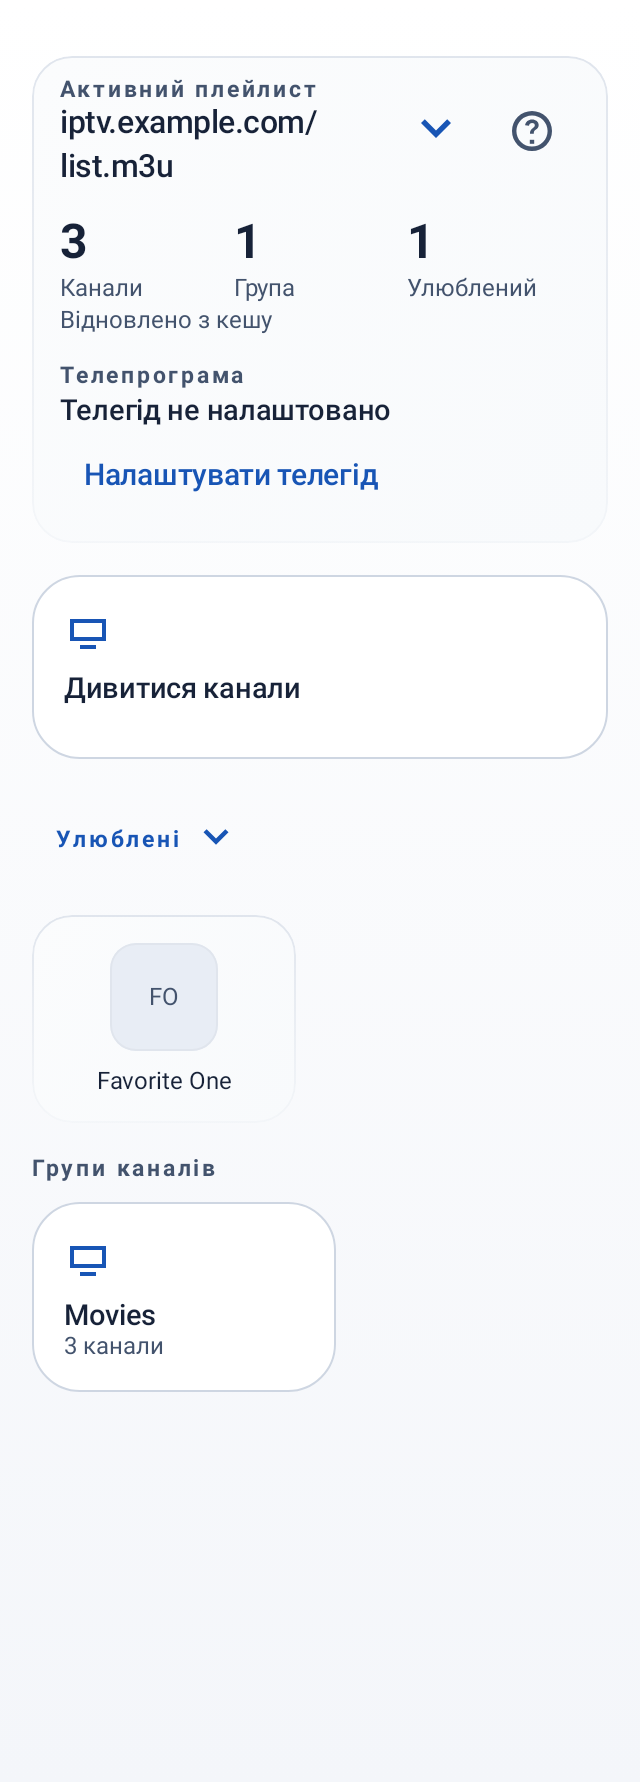 Активний плейлист
iptv.example.com/
list.m3u
3 1 1
Канали Група Улюблений
Відновлено з кешу
Телепрограма
Телегід не налаштовано
Налаштувати телегід
Дивитися канали
Улюблені
FO
Favorite One
Групи каналів
Movies
3 канали